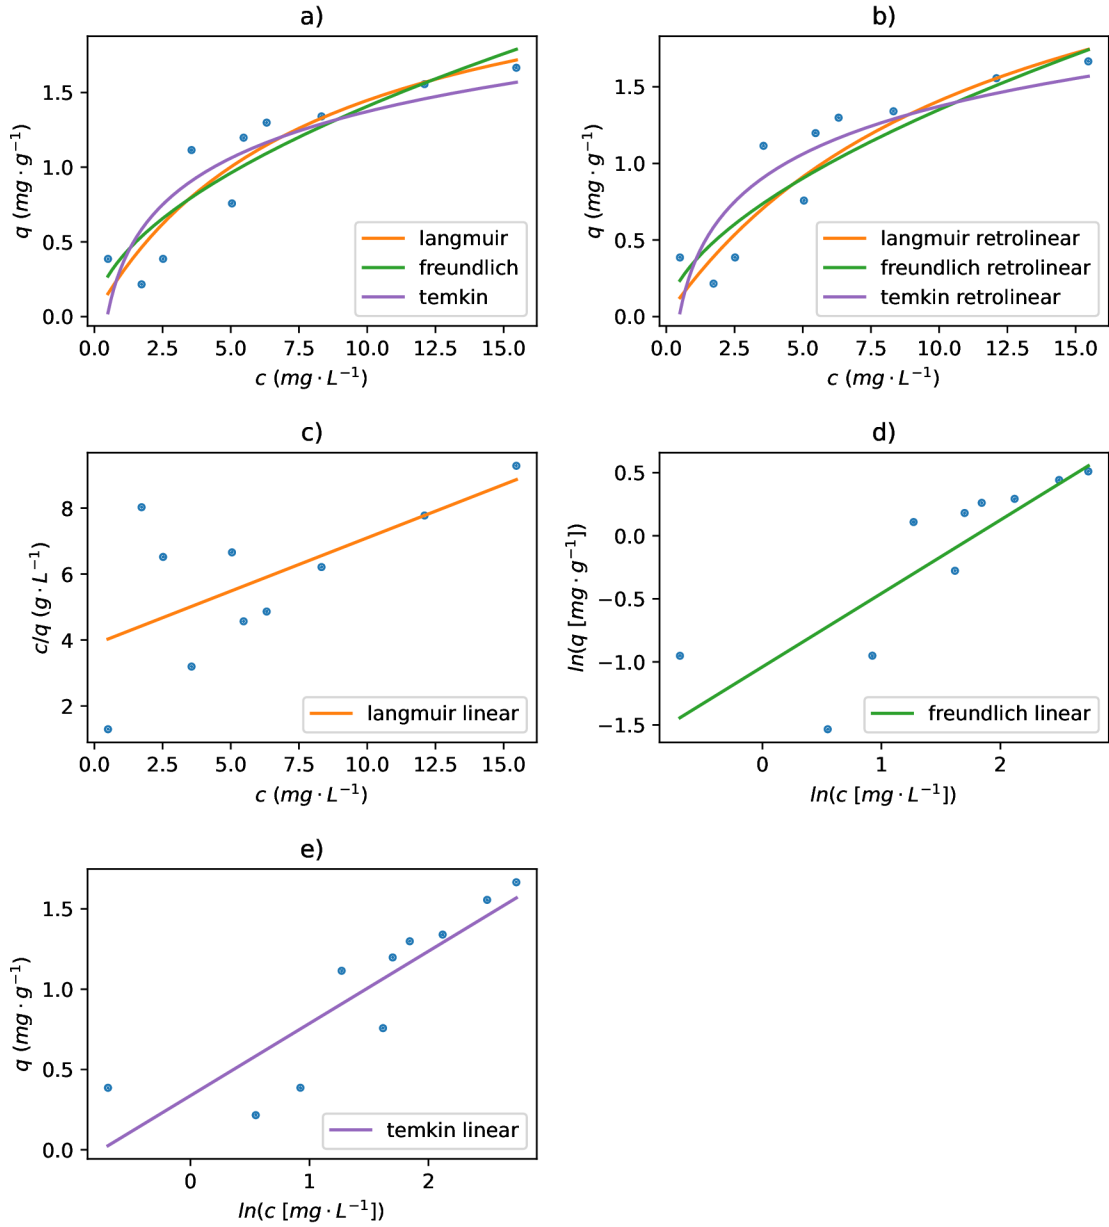 a)
q (mg · g⁻¹)
1.5
1.0
0.5
0.0
langmuir
freundlich
temkin
0.0 2.5 5.0 7.5 10.0 12.5 15.0
c (mg · L⁻¹)
b)
q (mg · g⁻¹)
1.5
1.0
0.5
0.0
langmuir retrolinear
freundlich retrolinear
temkin retrolinear
0.0 2.5 5.0 7.5 10.0 12.5 15.0
c (mg · L⁻¹)
c)
c/q (g · L⁻¹)
8
6
4
2
langmuir linear
0.0 2.5 5.0 7.5 10.0 12.5 15.0
c (mg · L⁻¹)
d)
ln(q [mg · g⁻¹])
0.5
0.0
−0.5
−1.0
−1.5
freundlich linear
0 1 2
ln(c [mg · L⁻¹])
e)
q (mg · g⁻¹)
1.5
1.0
0.5
0.0
temkin linear
0 1 2
ln(c [mg · L⁻¹])